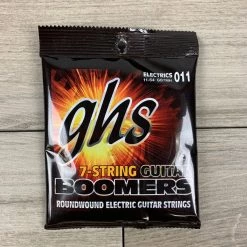 ELECTRICS 011
ghs
7-STRING GUITAR
BOOMERS
ROUNDWOUND ELECTRIC GUITAR STRINGS